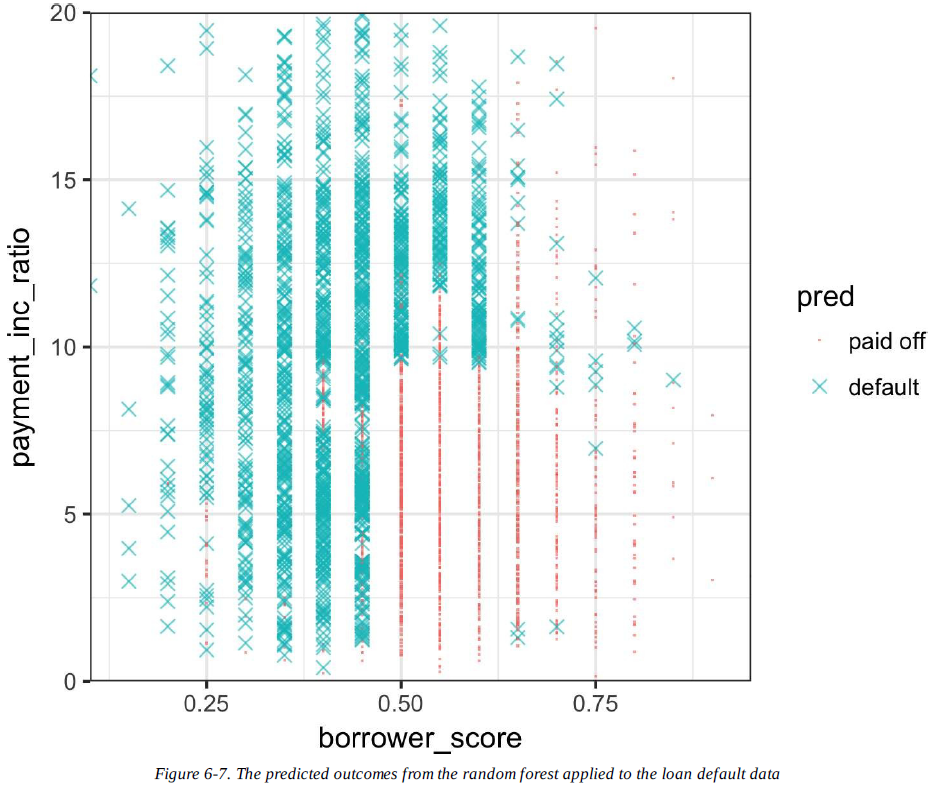 20
15
10
5
0
payment_inc_ratio
0.25
0.50
0.75
borrower_score
pred
paid off
default
Figure 6-7. The predicted outcomes from the random forest applied to the loan default data